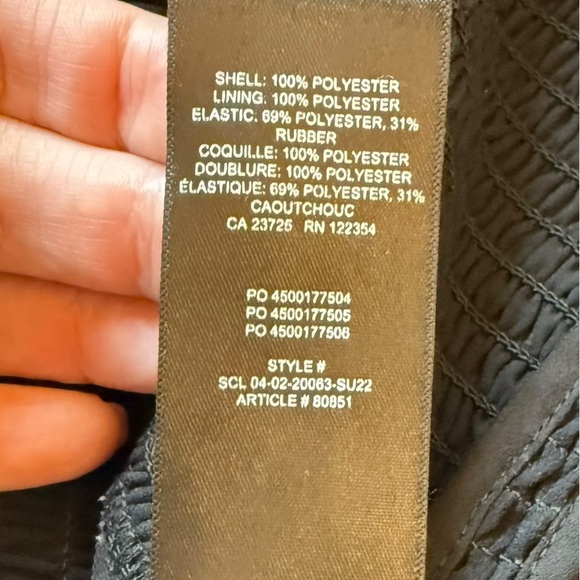 SHELL: 100% POLYESTER
LINING: 100% POLYESTER
ELASTIC: 69% POLYESTER, 31%
RUBBER
COQUILLE: 100% POLYESTER
DOUBLURE: 100% POLYESTER
ÉLASTIQUE: 69% POLYESTER, 31%
CAOUTCHOUC
CA 23725 RN 122354
PO 4500177504
PO 4500177505
PO 4500177506
STYLE #
SCL 04-02-20063-SU22
ARTICLE # 80851